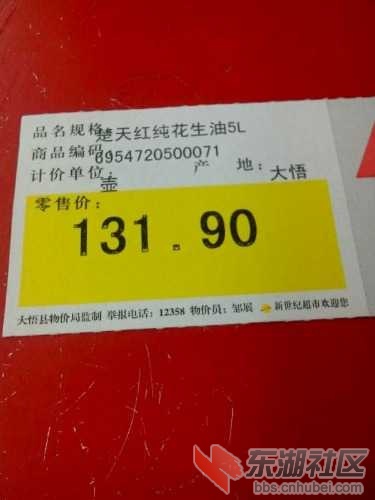 品名规格:楚天红纯花生油5L
商品编码:6954720500071
计价单位:壶 产地:大悟
零售价:
131.90
大悟县物价局监制 举报电话:12358 物价员:邹展 新世纪超市欢迎您
东湖社区
bbs.cnhubei.com